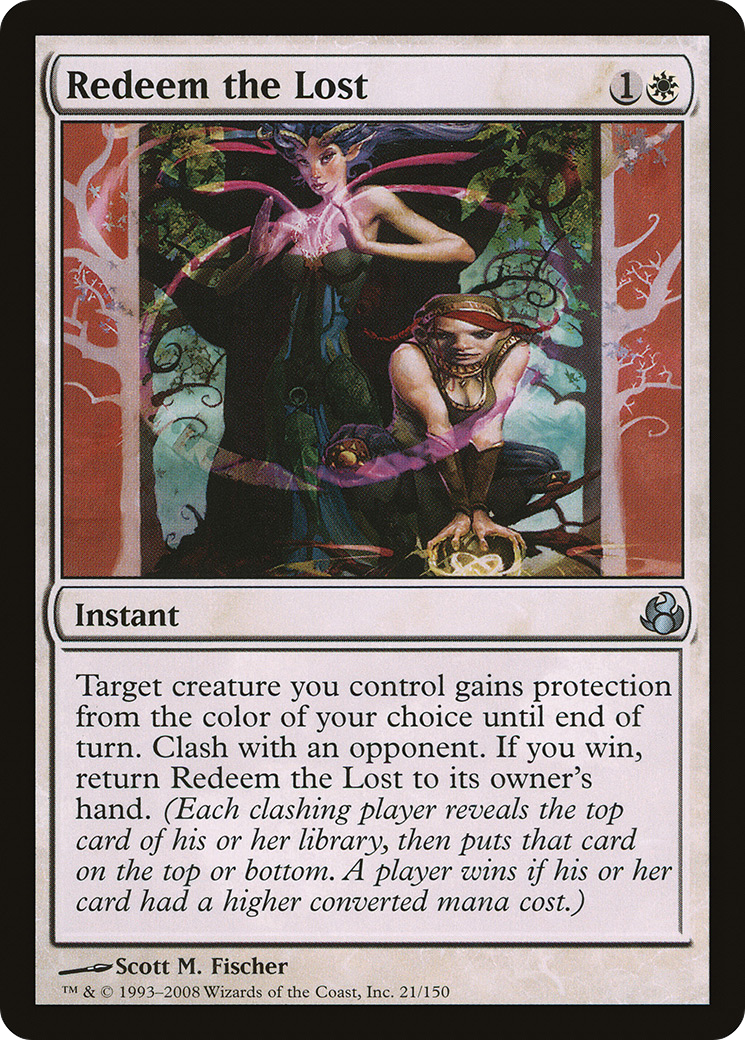 Redeem the Lost
1
Instant
Target creature you control gains protection
from the color of your choice until end of
turn. Clash with an opponent. If you win,
return Redeem the Lost to its owner's
hand. (Each clashing player reveals the top
card of his or her library, then puts that card
on the top or bottom. A player wins if his or her
card had a higher converted mana cost.)
Scott M. Fischer
™ & © 1993–2008 Wizards of the Coast, Inc. 21/150